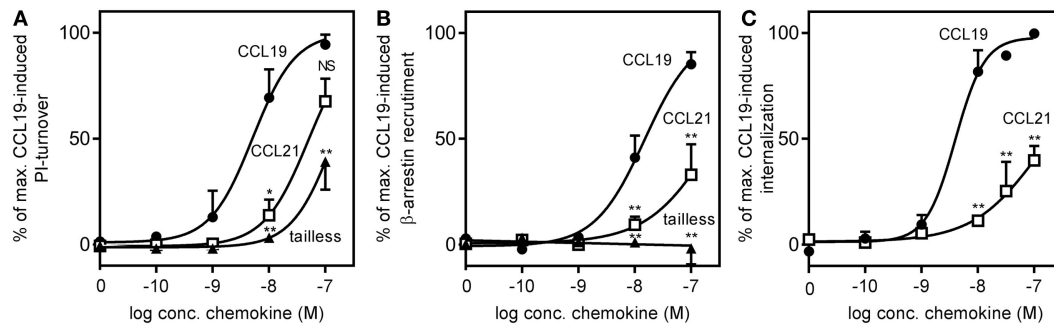 A
% of max. CCL19-induced
PI-turnover
100
50
0
CCL19
NS
CCL21
**
*
**
tailless
0 -10 -9 -8 -7
log conc. chemokine (M)
B
% of max. CCL19-induced
β-arrestin recrutiment
100
50
0
CCL19
CCL21
**
**
tailless
**
**
0 -10 -9 -8 -7
log conc. chemokine (M)
C
% of max. CCL19-induced
internalization
100
50
0
CCL19
CCL21
**
**
**
0 -10 -9 -8 -7
log conc. chemokine (M)